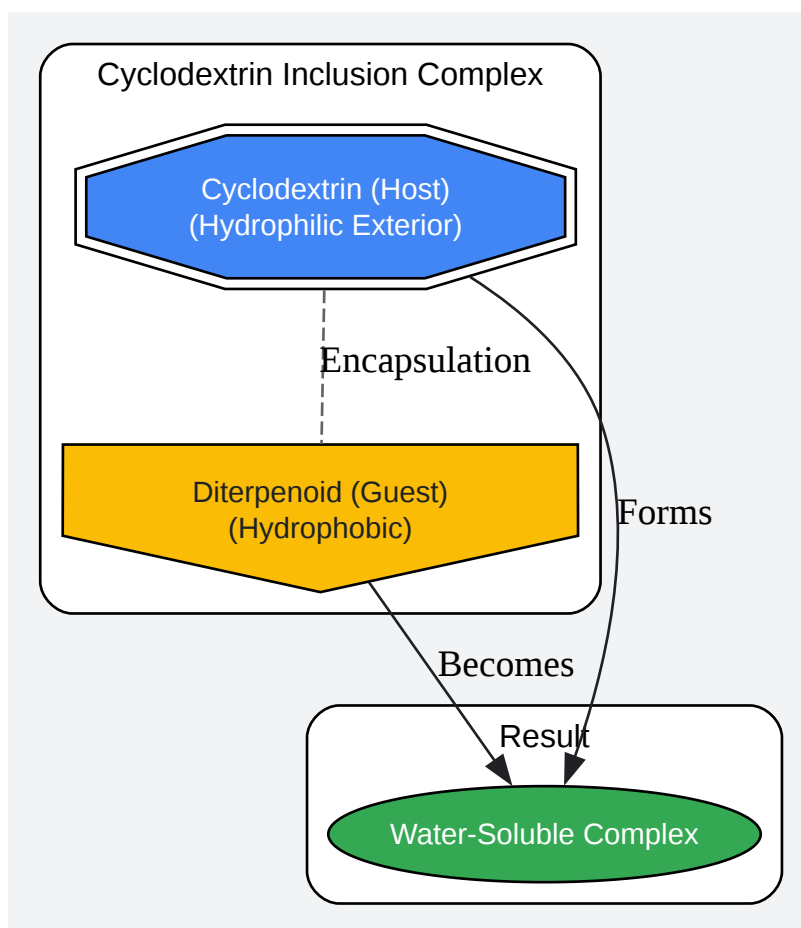 Cyclodextrin Inclusion Complex
Cyclodextrin (Host)
(Hydrophilic Exterior)
Encapsulation
Diterpenoid (Guest)
(Hydrophobic)
Forms
Becomes
Result
Water-Soluble Complex